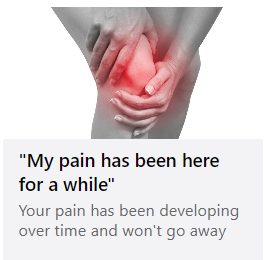 "My pain has been here
for a while"
Your pain has been developing
over time and won't go away